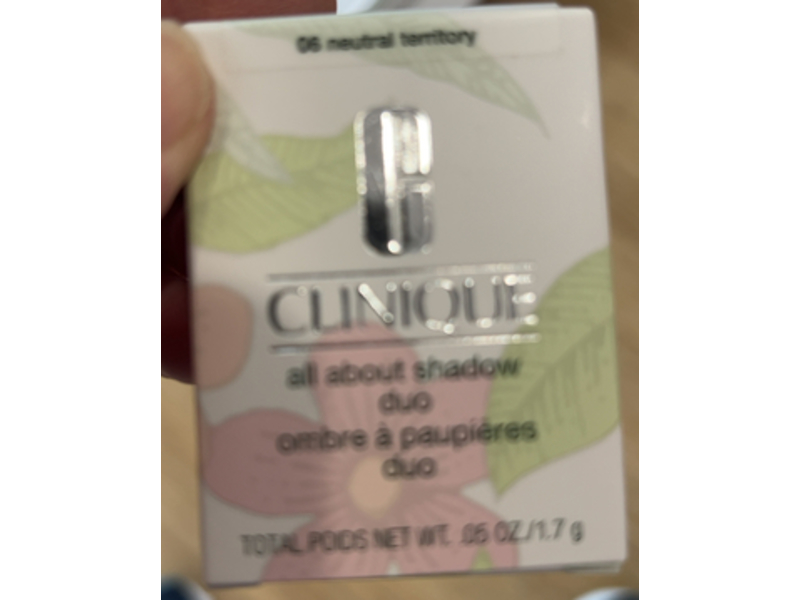 06 neutral territory
CLINIQUE
all about shadow
duo
ombre à paupières
duo
TOTAL POIDS NET WT. .05 OZ./1.7 g